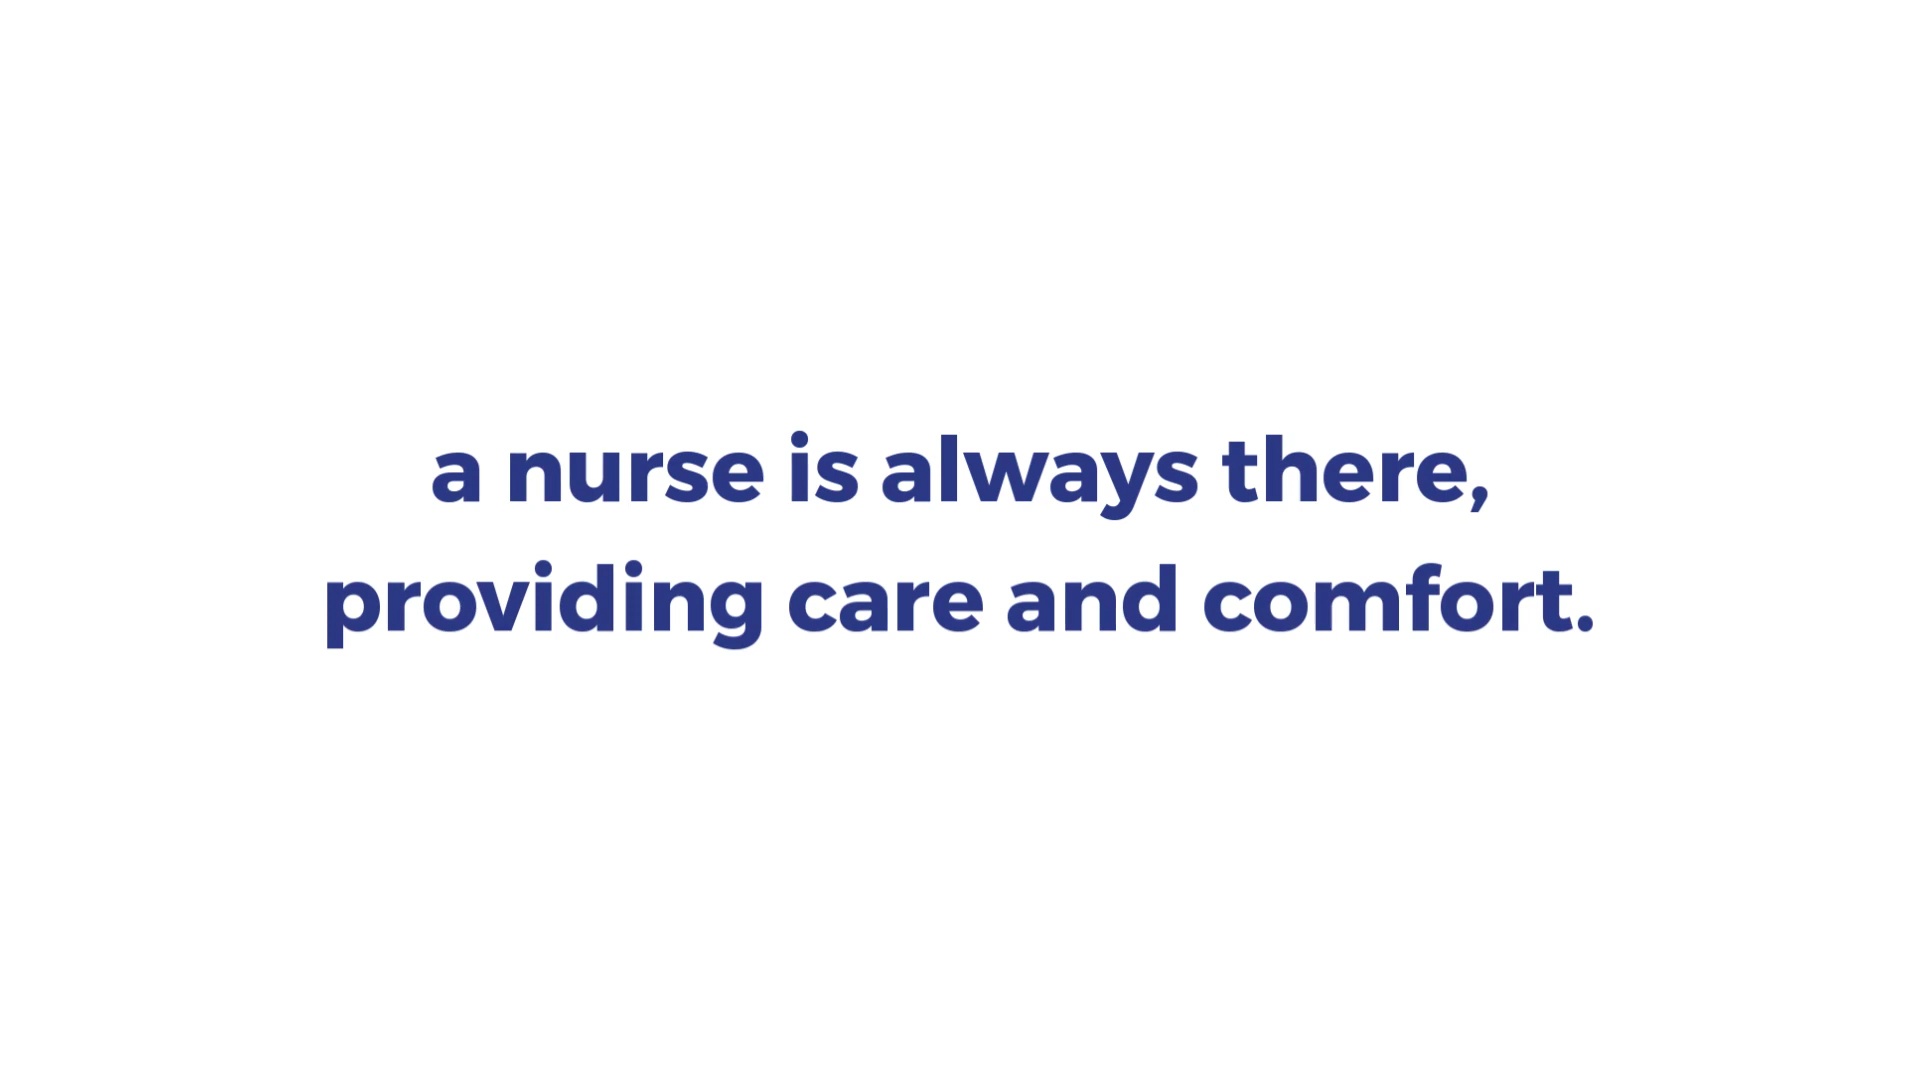 a nurse is always there,
providing care and comfort.